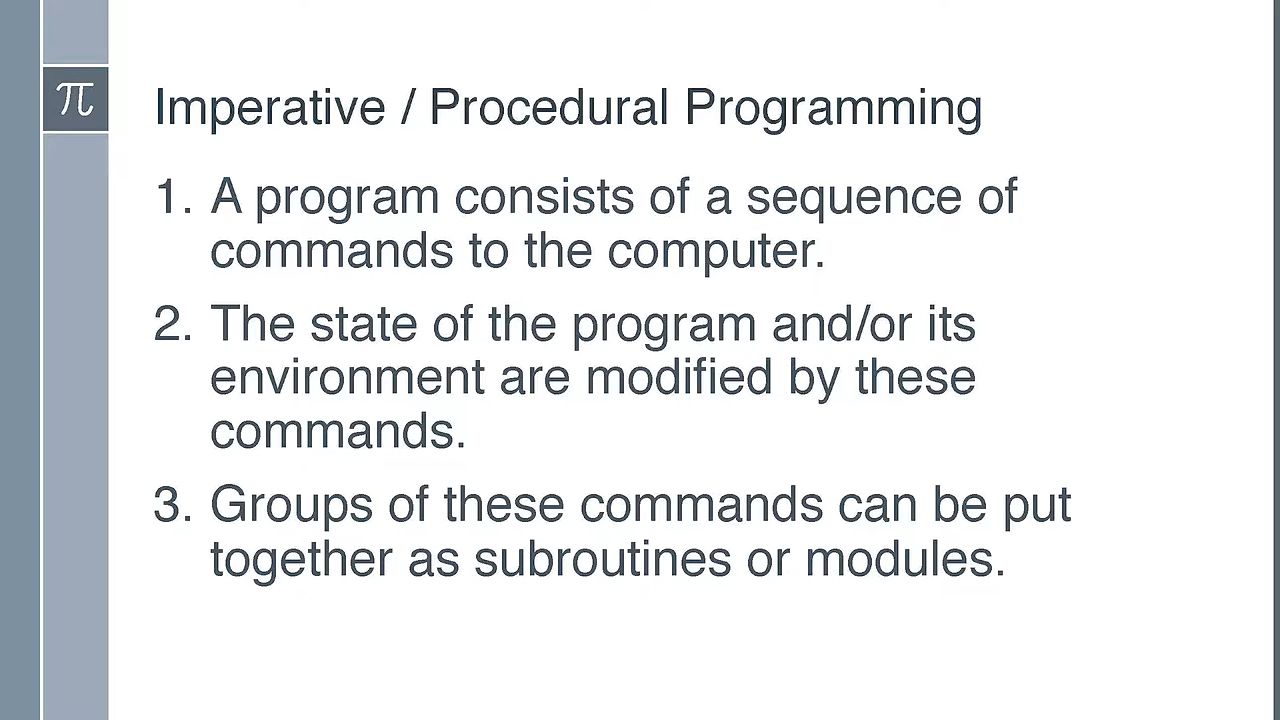 π
Imperative / Procedural Programming
1. A program consists of a sequence of
commands to the computer.
2. The state of the program and/or its
environment are modified by these
commands.
3. Groups of these commands can be put
together as subroutines or modules.